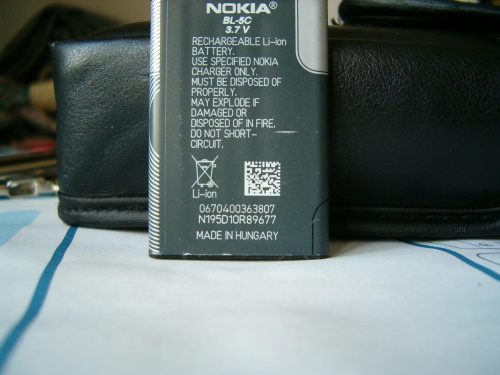 NOKIA®
BL-5C
3.7 V
RECHARGEABLE Li-ion
BATTERY.
USE SPECIFIED NOKIA
CHARGER ONLY.
MUST BE DISPOSED OF
PROPERLY.
MAY EXPLODE IF
DAMAGED OR
DISPOSED OF IN FIRE.
DO NOT SHORT-
CIRCUIT.
Li-ion
0670400363807
N195D10R89677
MADE IN HUNGARY